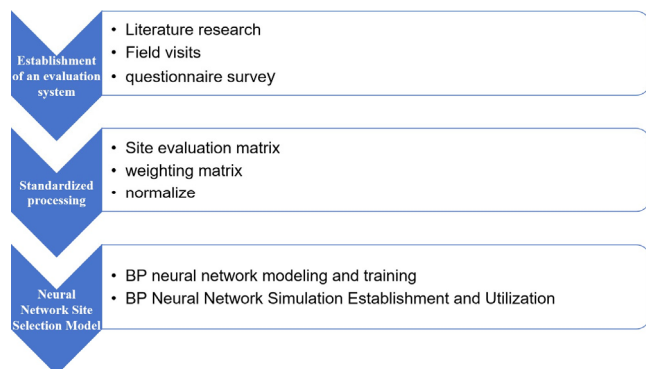 Establishment
of an evaluation
system
• Literature research
• Field visits
• questionnaire survey
Standardized
processing
• Site evaluation matrix
• weighting matrix
• normalize
Neural
Network Site
Selection Model
• BP neural network modeling and training
• BP Neural Network Simulation Establishment and Utilization